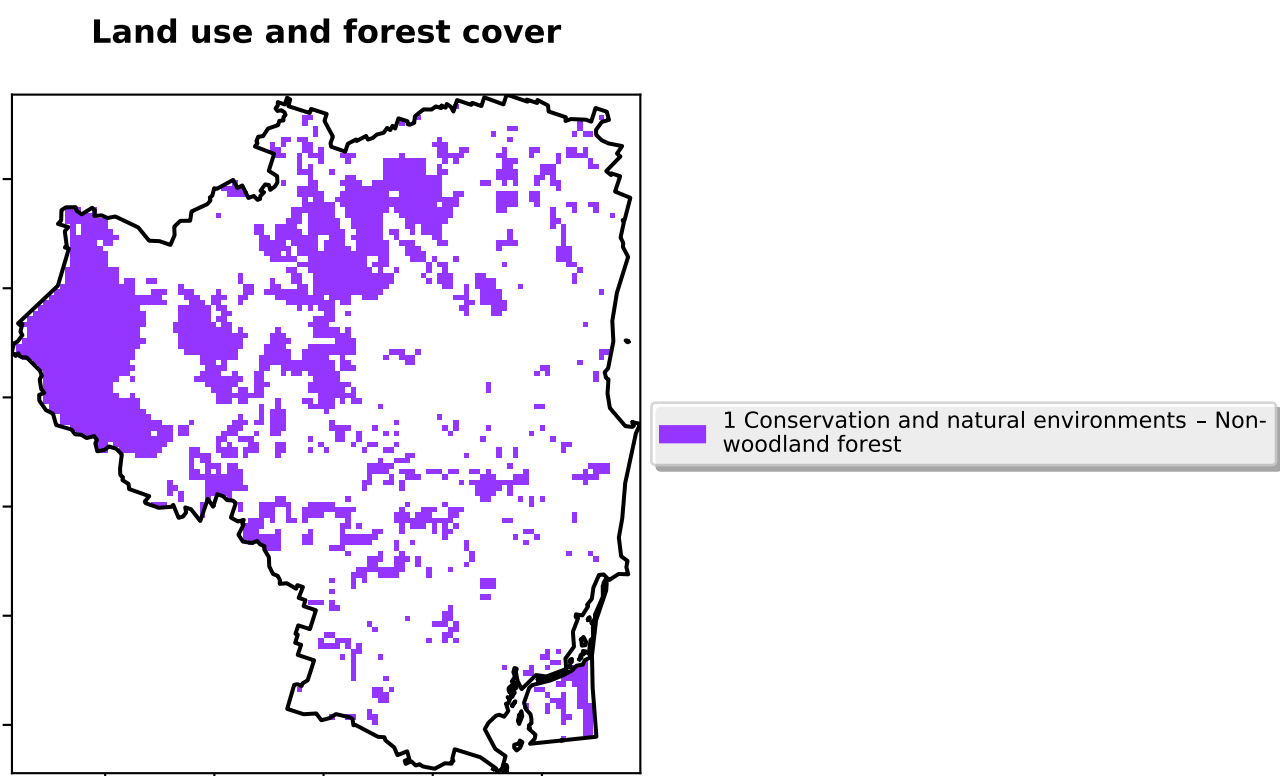 Land use and forest cover
1 Conservation and natural environments – Non-
woodland forest